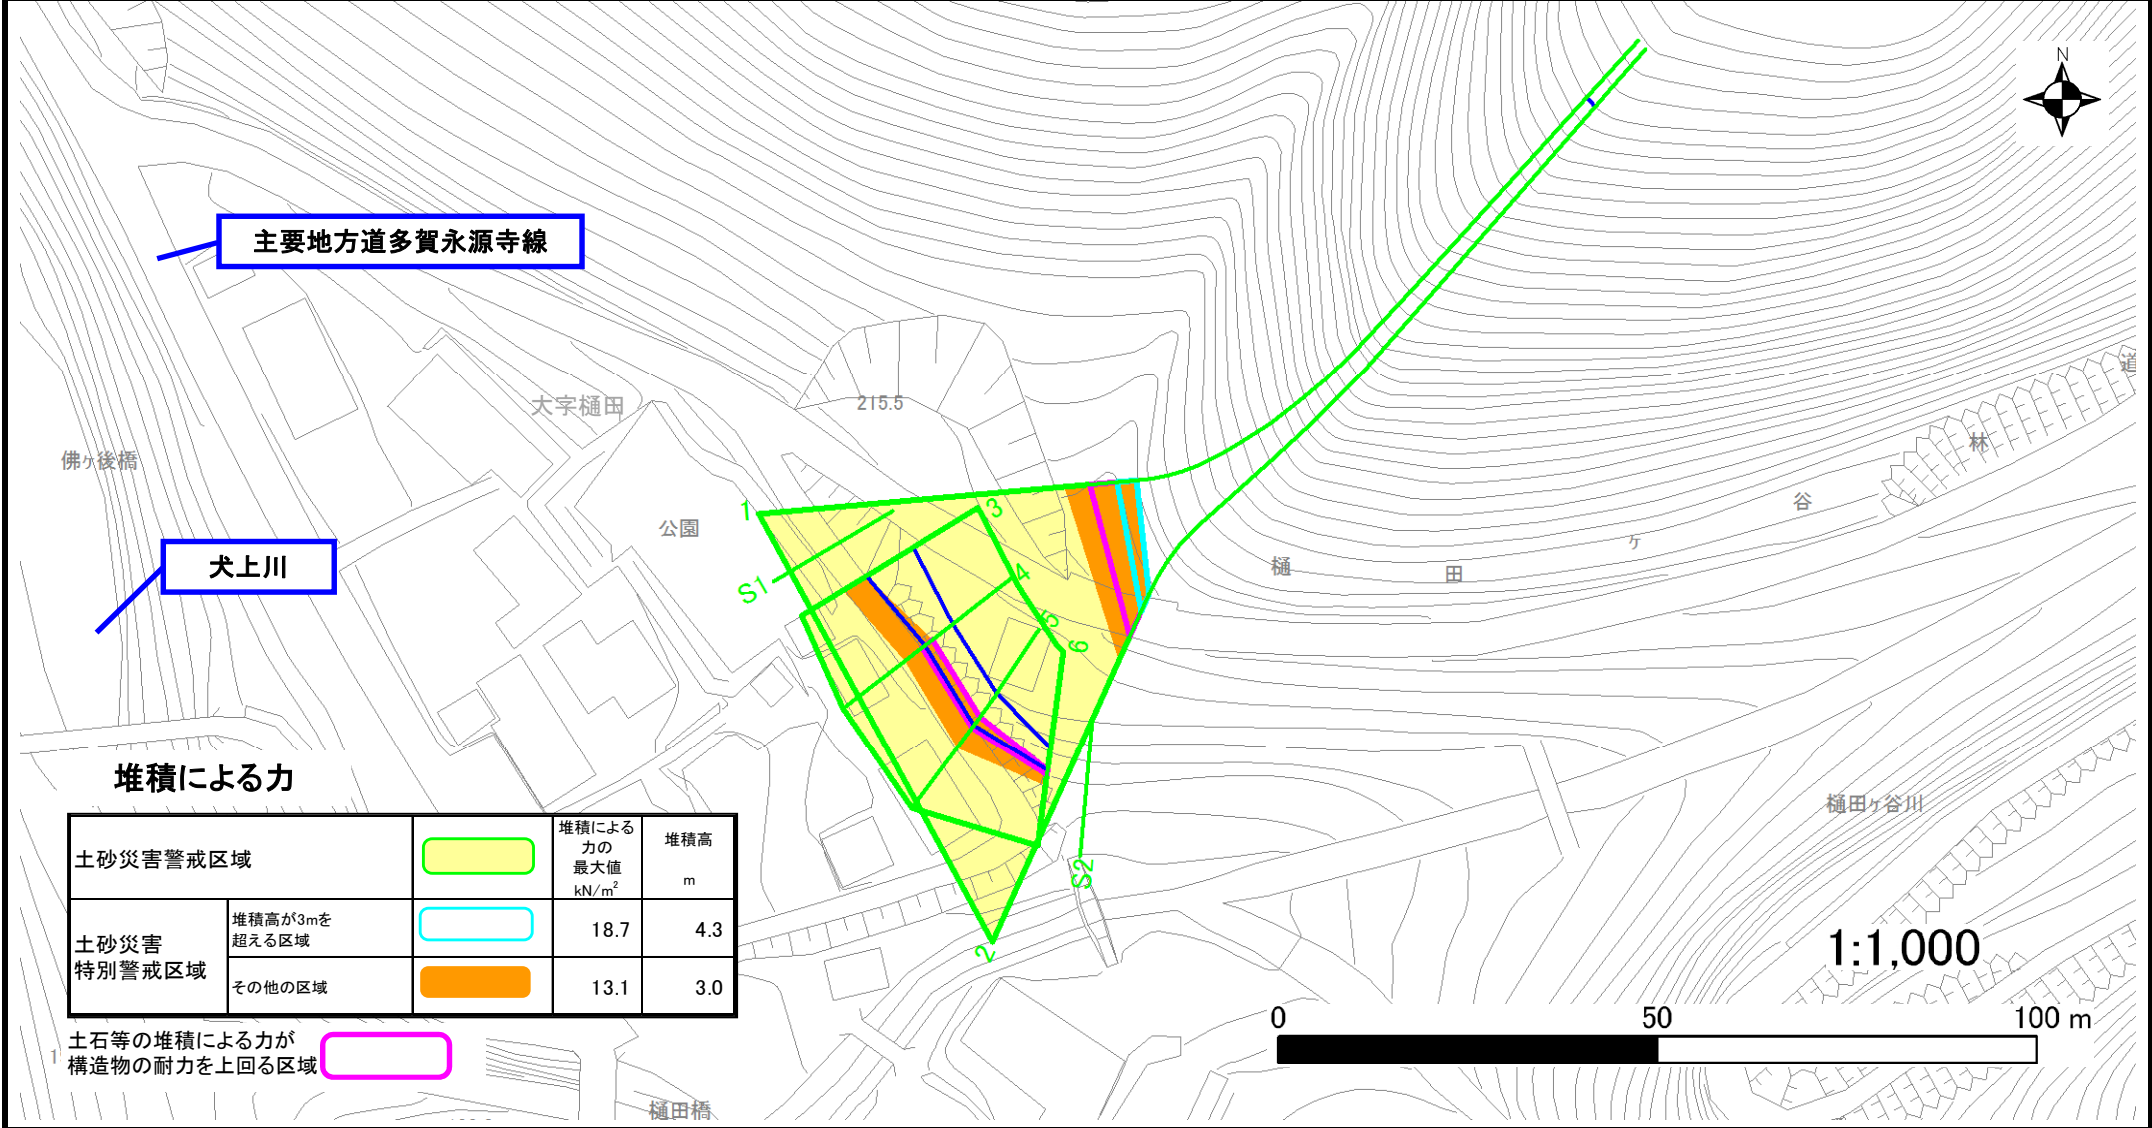 N
主要地方道多賀永源寺線
道
215.5
大字樋田
林
佛ヶ後橋
谷
1
3
公園
ヶ
樋
田
犬上川
S1
4
5
6
堆積による力
樋田ヶ谷川
土砂災害警戒区域
堆積による
力の
最大値
kN/m²
堆積高
m
S2
土砂災害
特別警戒区域
堆積高が3mを
超える区域
18.7
4.3
その他の区域
13.1
3.0
2
1:1,000
0
50
100 m
土石等の堆積による力が
構造物の耐力を上回る区域
樋田橋